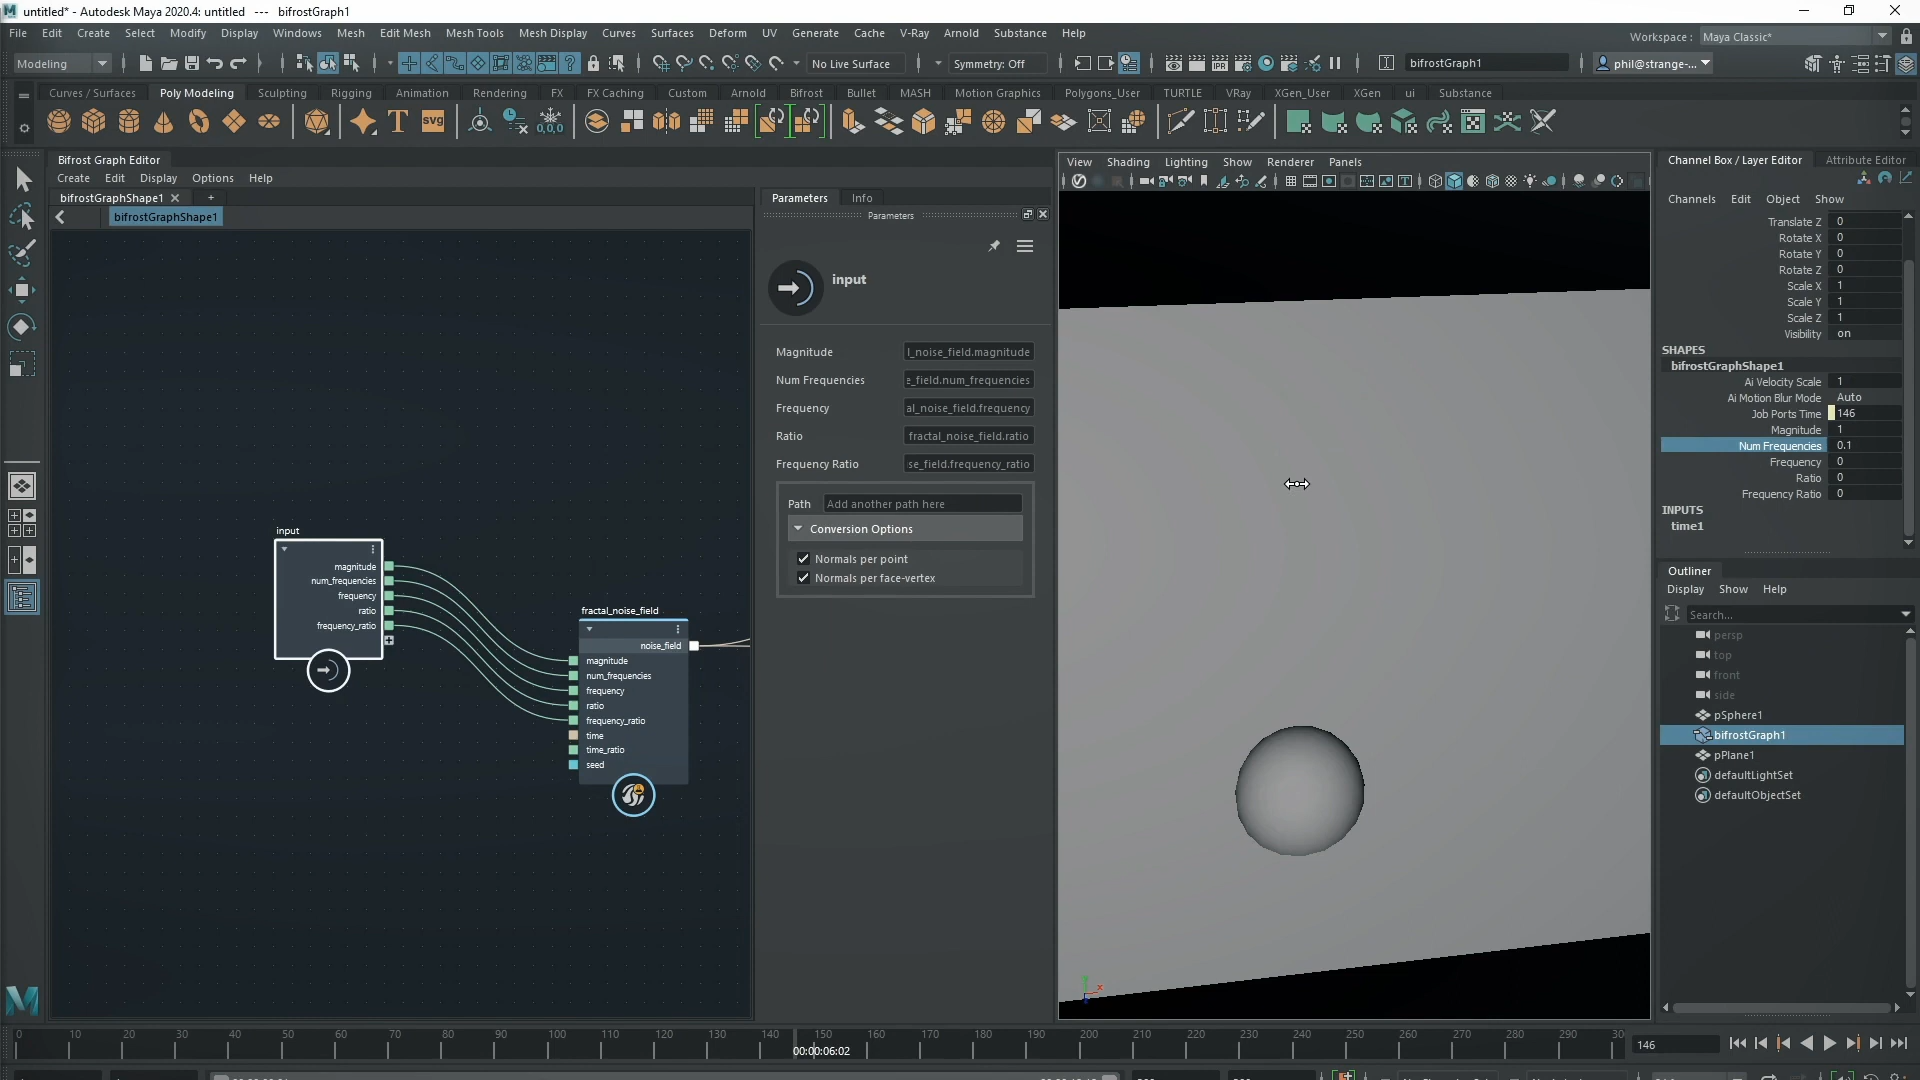 untitled* - Autodesk Maya 2020.4: untitled --- bifrostGraph1
File Edit Create Select Modify Display Windows Mesh Edit Mesh Mesh Tools Mesh Display Curves Surfaces Deform UV Generate Cache V-Ray Arnold Substance Help
Workspace : Maya Classic*
Modeling
No Live Surface
Symmetry: Off
bifrostGraph1
phil@strange-...
Curves / Surfaces Poly Modeling Sculpting Rigging Animation Rendering FX FX Caching Custom Arnold Bifrost Bullet MASH Motion Graphics Polygons_User TURTLE VRay XGen_User XGen ui Substance
SVG
0,0,0
Bifrost Graph Editor
Create Edit Display Options Help
bifrostGraphShape1
bifrostGraphShape1
input
magnitude
num_frequencies
frequency
ratio
frequency_ratio
fractal_noise_field
noise_field
magnitude
num_frequencies
frequency
ratio
frequency_ratio
time
time_ratio
seed
Parameters Info
Parameters
input
Magnitude l_noise_field.magnitude
Num Frequencies e_field.num_frequencies
Frequency al_noise_field.frequency
Ratio fractal_noise_field.ratio
Frequency Ratio se_field.frequency_ratio
Path Add another path here
Conversion Options
Normals per point
Normals per face-vertex
View Shading Lighting Show Renderer Panels
Channel Box / Layer Editor Attribute Editor
Channels Edit Object Show
Translate Z 0
Rotate X 0
Rotate Y 0
Rotate Z 0
Scale X 1
Scale Y 1
Scale Z 1
Visibility on
SHAPES
bifrostGraphShape1
Ai Velocity Scale 1
Ai Motion Blur Mode Auto
Job Ports Time 146
Magnitude 1
Num Frequencies 0.1
Frequency 0
Ratio 0
Frequency Ratio 0
INPUTS
time1
Outliner
Display Show Help
Search...
persp
top
front
side
pSphere1
bifrostGraph1
pPlane1
defaultLightSet
defaultObjectSet
0 10 20 30 40 50 60 70 80 90 100 110 120 130 140 150 160 170 180 190 200 210 220 230 240 250 260 270 280 290 30
00:00:06:02
146